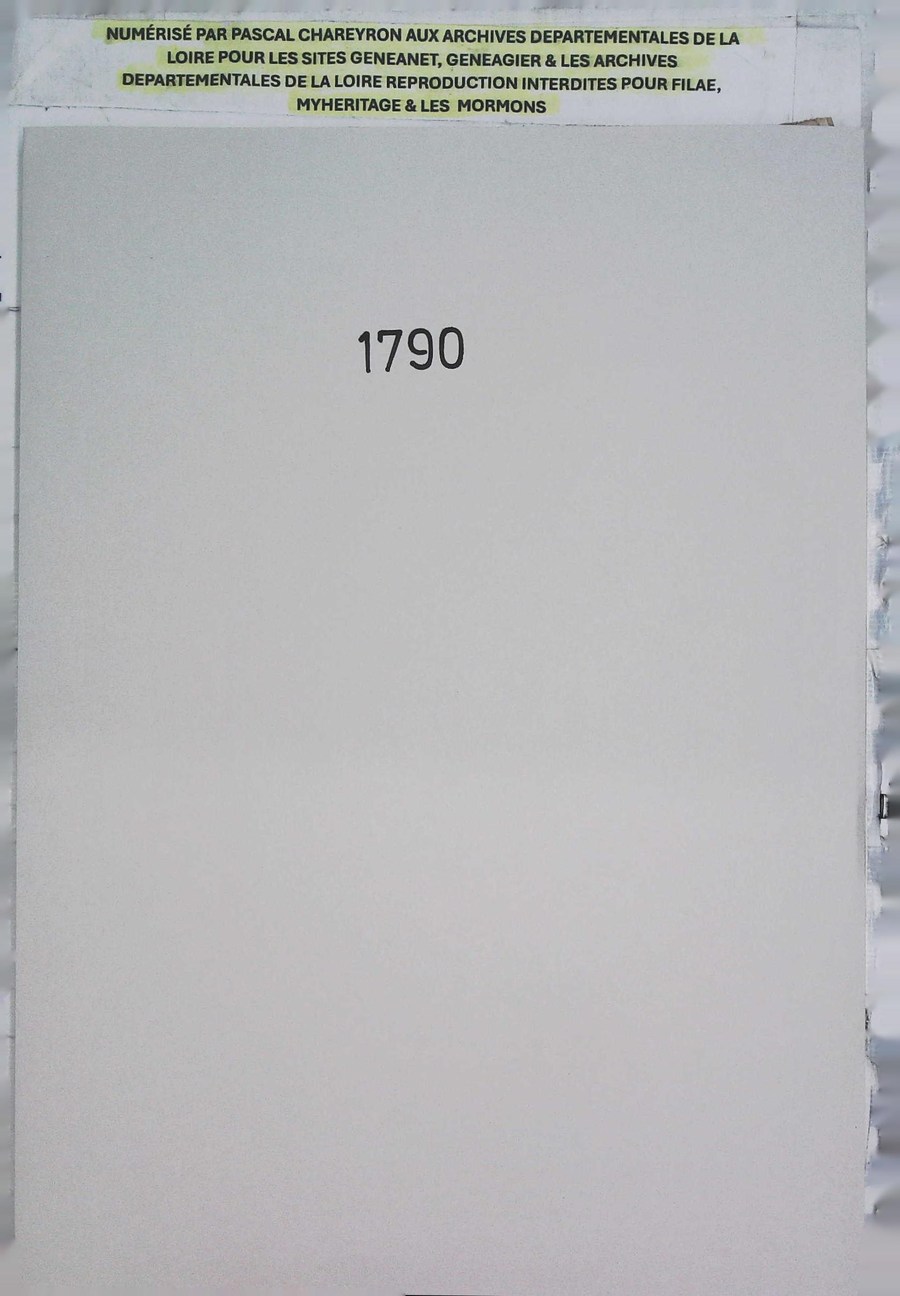 NUMÉRISÉ PAR PASCAL CHAREYRON AUX ARCHIVES DEPARTEMENTALES DE LA
LOIRE POUR LES SITES GENEANET, GENEAGIER & LES ARCHIVES
DEPARTEMENTALES DE LA LOIRE REPRODUCTION INTERDITES POUR FILAE,
MYHERITAGE & LES MORMONS
1790